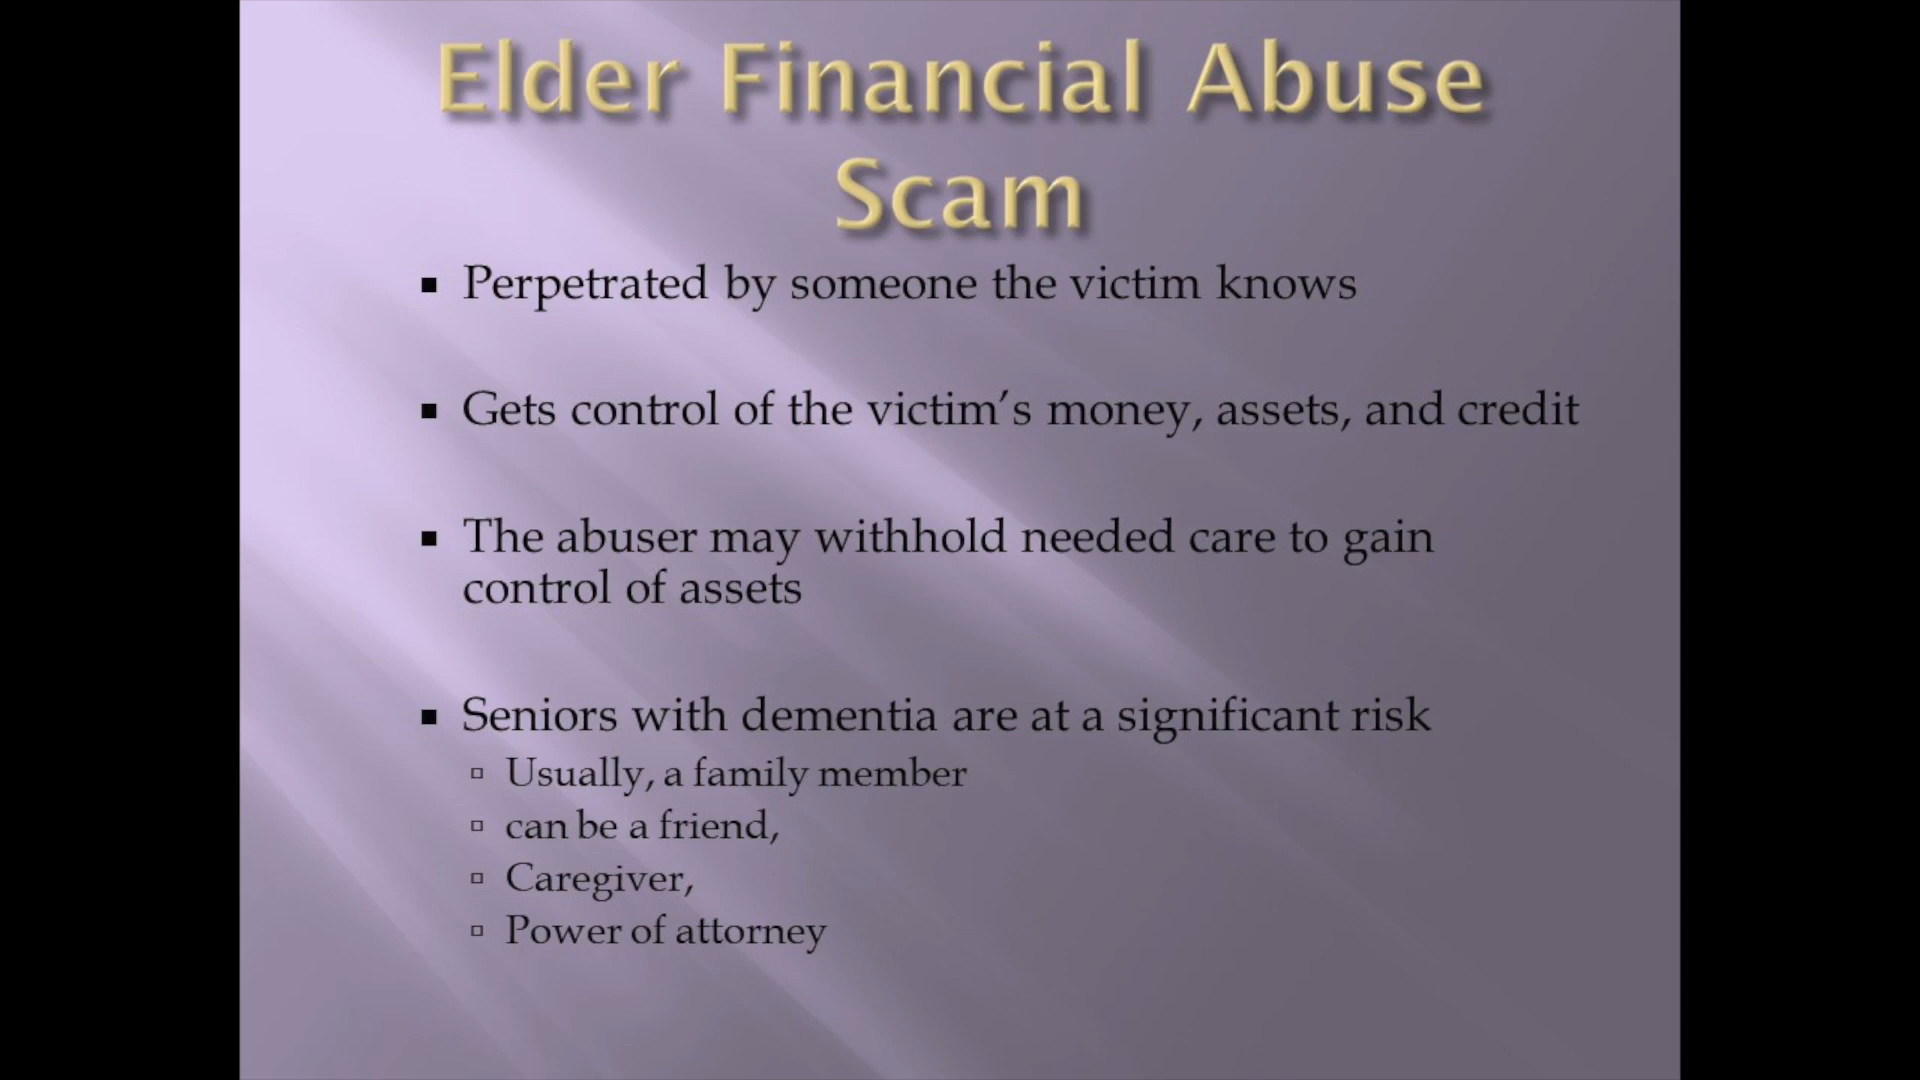 Elder Financial Abuse
Scam
▪ Perpetrated by someone the victim knows
▪ Gets control of the victim’s money, assets, and credit
▪ The abuser may withhold needed care to gain
control of assets
▪ Seniors with dementia are at a significant risk
▫ Usually, a family member
▫ can be a friend,
▫ Caregiver,
▫ Power of attorney